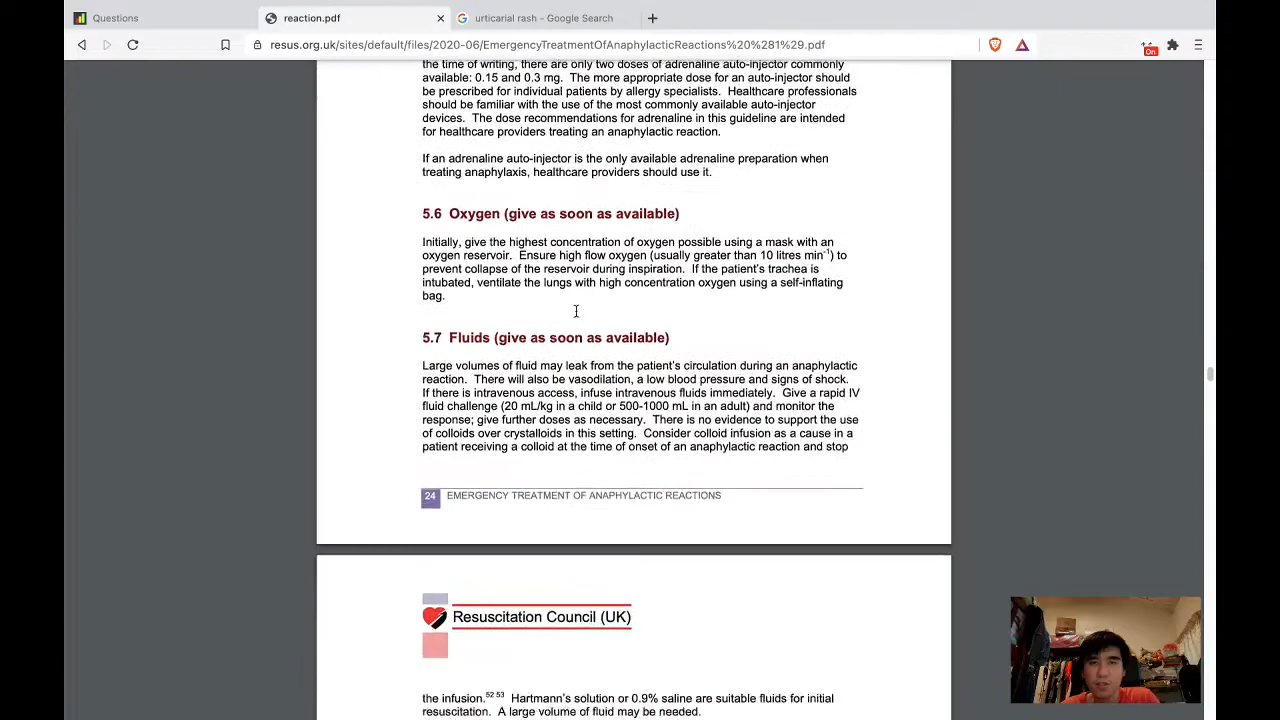 Questions
reaction.pdf
urticarial rash - Google Search
resus.org.uk/sites/default/files/2020-06/EmergencyTreatmentOfAnaphylacticReactions%20%281%29.pdf
On
the time of writing, there are only two doses of adrenaline auto-injector commonly
available: 0.15 and 0.3 mg. The more appropriate dose for an auto-injector should
be prescribed for individual patients by allergy specialists. Healthcare professionals
should be familiar with the use of the most commonly available auto-injector
devices. The dose recommendations for adrenaline in this guideline are intended
for healthcare providers treating an anaphylactic reaction.
If an adrenaline auto-injector is the only available adrenaline preparation when
treating anaphylaxis, healthcare providers should use it.
5.6 Oxygen (give as soon as available)
Initially, give the highest concentration of oxygen possible using a mask with an
oxygen reservoir. Ensure high flow oxygen (usually greater than 10 litres min⁻¹) to
prevent collapse of the reservoir during inspiration. If the patient's trachea is
intubated, ventilate the lungs with high concentration oxygen using a self-inflating
bag.
5.7 Fluids (give as soon as available)
Large volumes of fluid may leak from the patient's circulation during an anaphylactic
reaction. There will also be vasodilation, a low blood pressure and signs of shock.
If there is intravenous access, infuse intravenous fluids immediately. Give a rapid IV
fluid challenge (20 mL/kg in a child or 500-1000 mL in an adult) and monitor the
response; give further doses as necessary. There is no evidence to support the use
of colloids over crystalloids in this setting. Consider colloid infusion as a cause in a
patient receiving a colloid at the time of onset of an anaphylactic reaction and stop
24 EMERGENCY TREATMENT OF ANAPHYLACTIC REACTIONS
Resuscitation Council (UK)
the infusion.⁵² ⁵³ Hartmann's solution or 0.9% saline are suitable fluids for initial
resuscitation. A large volume of fluid may be needed.